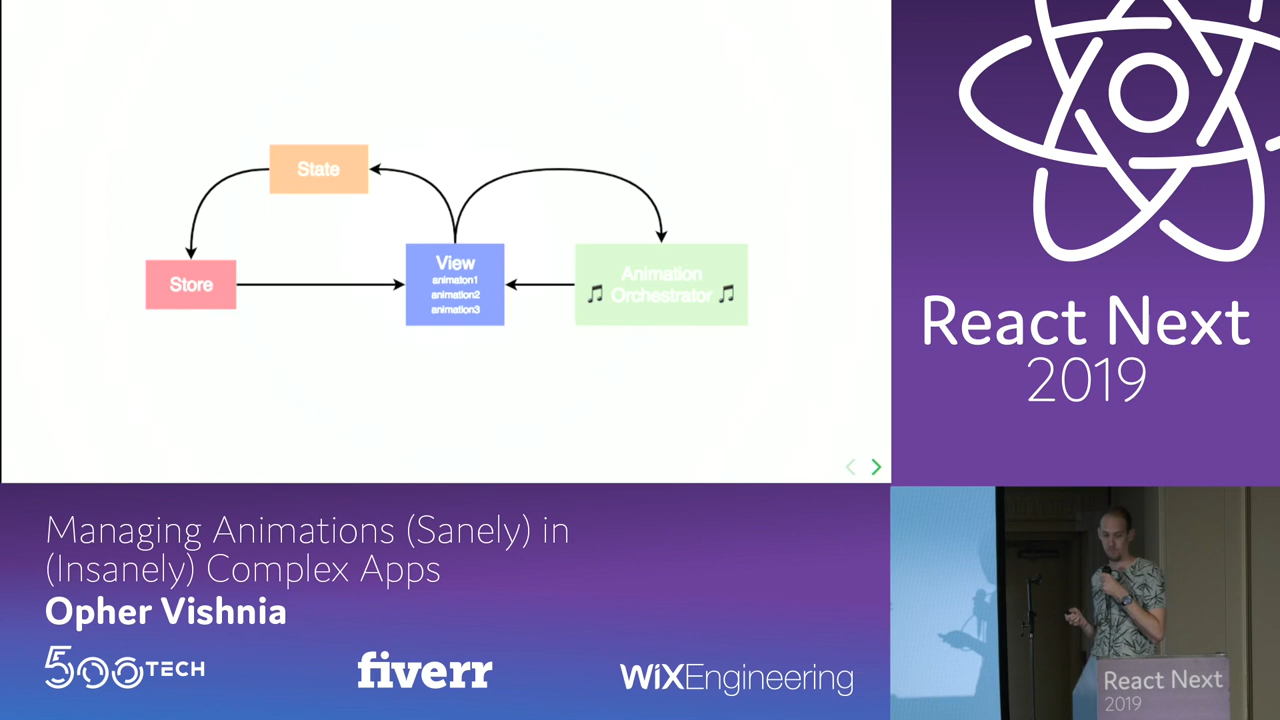 State
Store
View
animaton1
animation2
animation3
Animation
Orchestrator
React Next
2019
Managing Animations (Sanely) in
(Insanely) Complex Apps
Opher Vishnia
500TECH
fiverr
WiXEngineering
React Next
2019